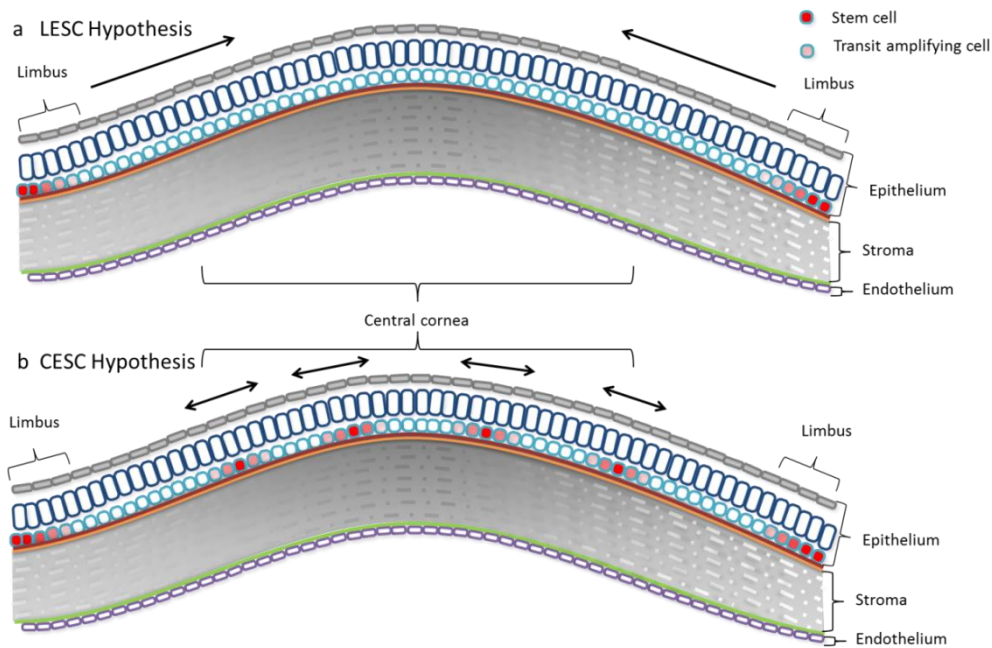 a LESC Hypothesis
Stem cell
Transit amplifying cell
Limbus
Limbus
Epithelium
Stroma
Endothelium
Central cornea
b CESC Hypothesis
Limbus
Limbus
Epithelium
Stroma
Endothelium